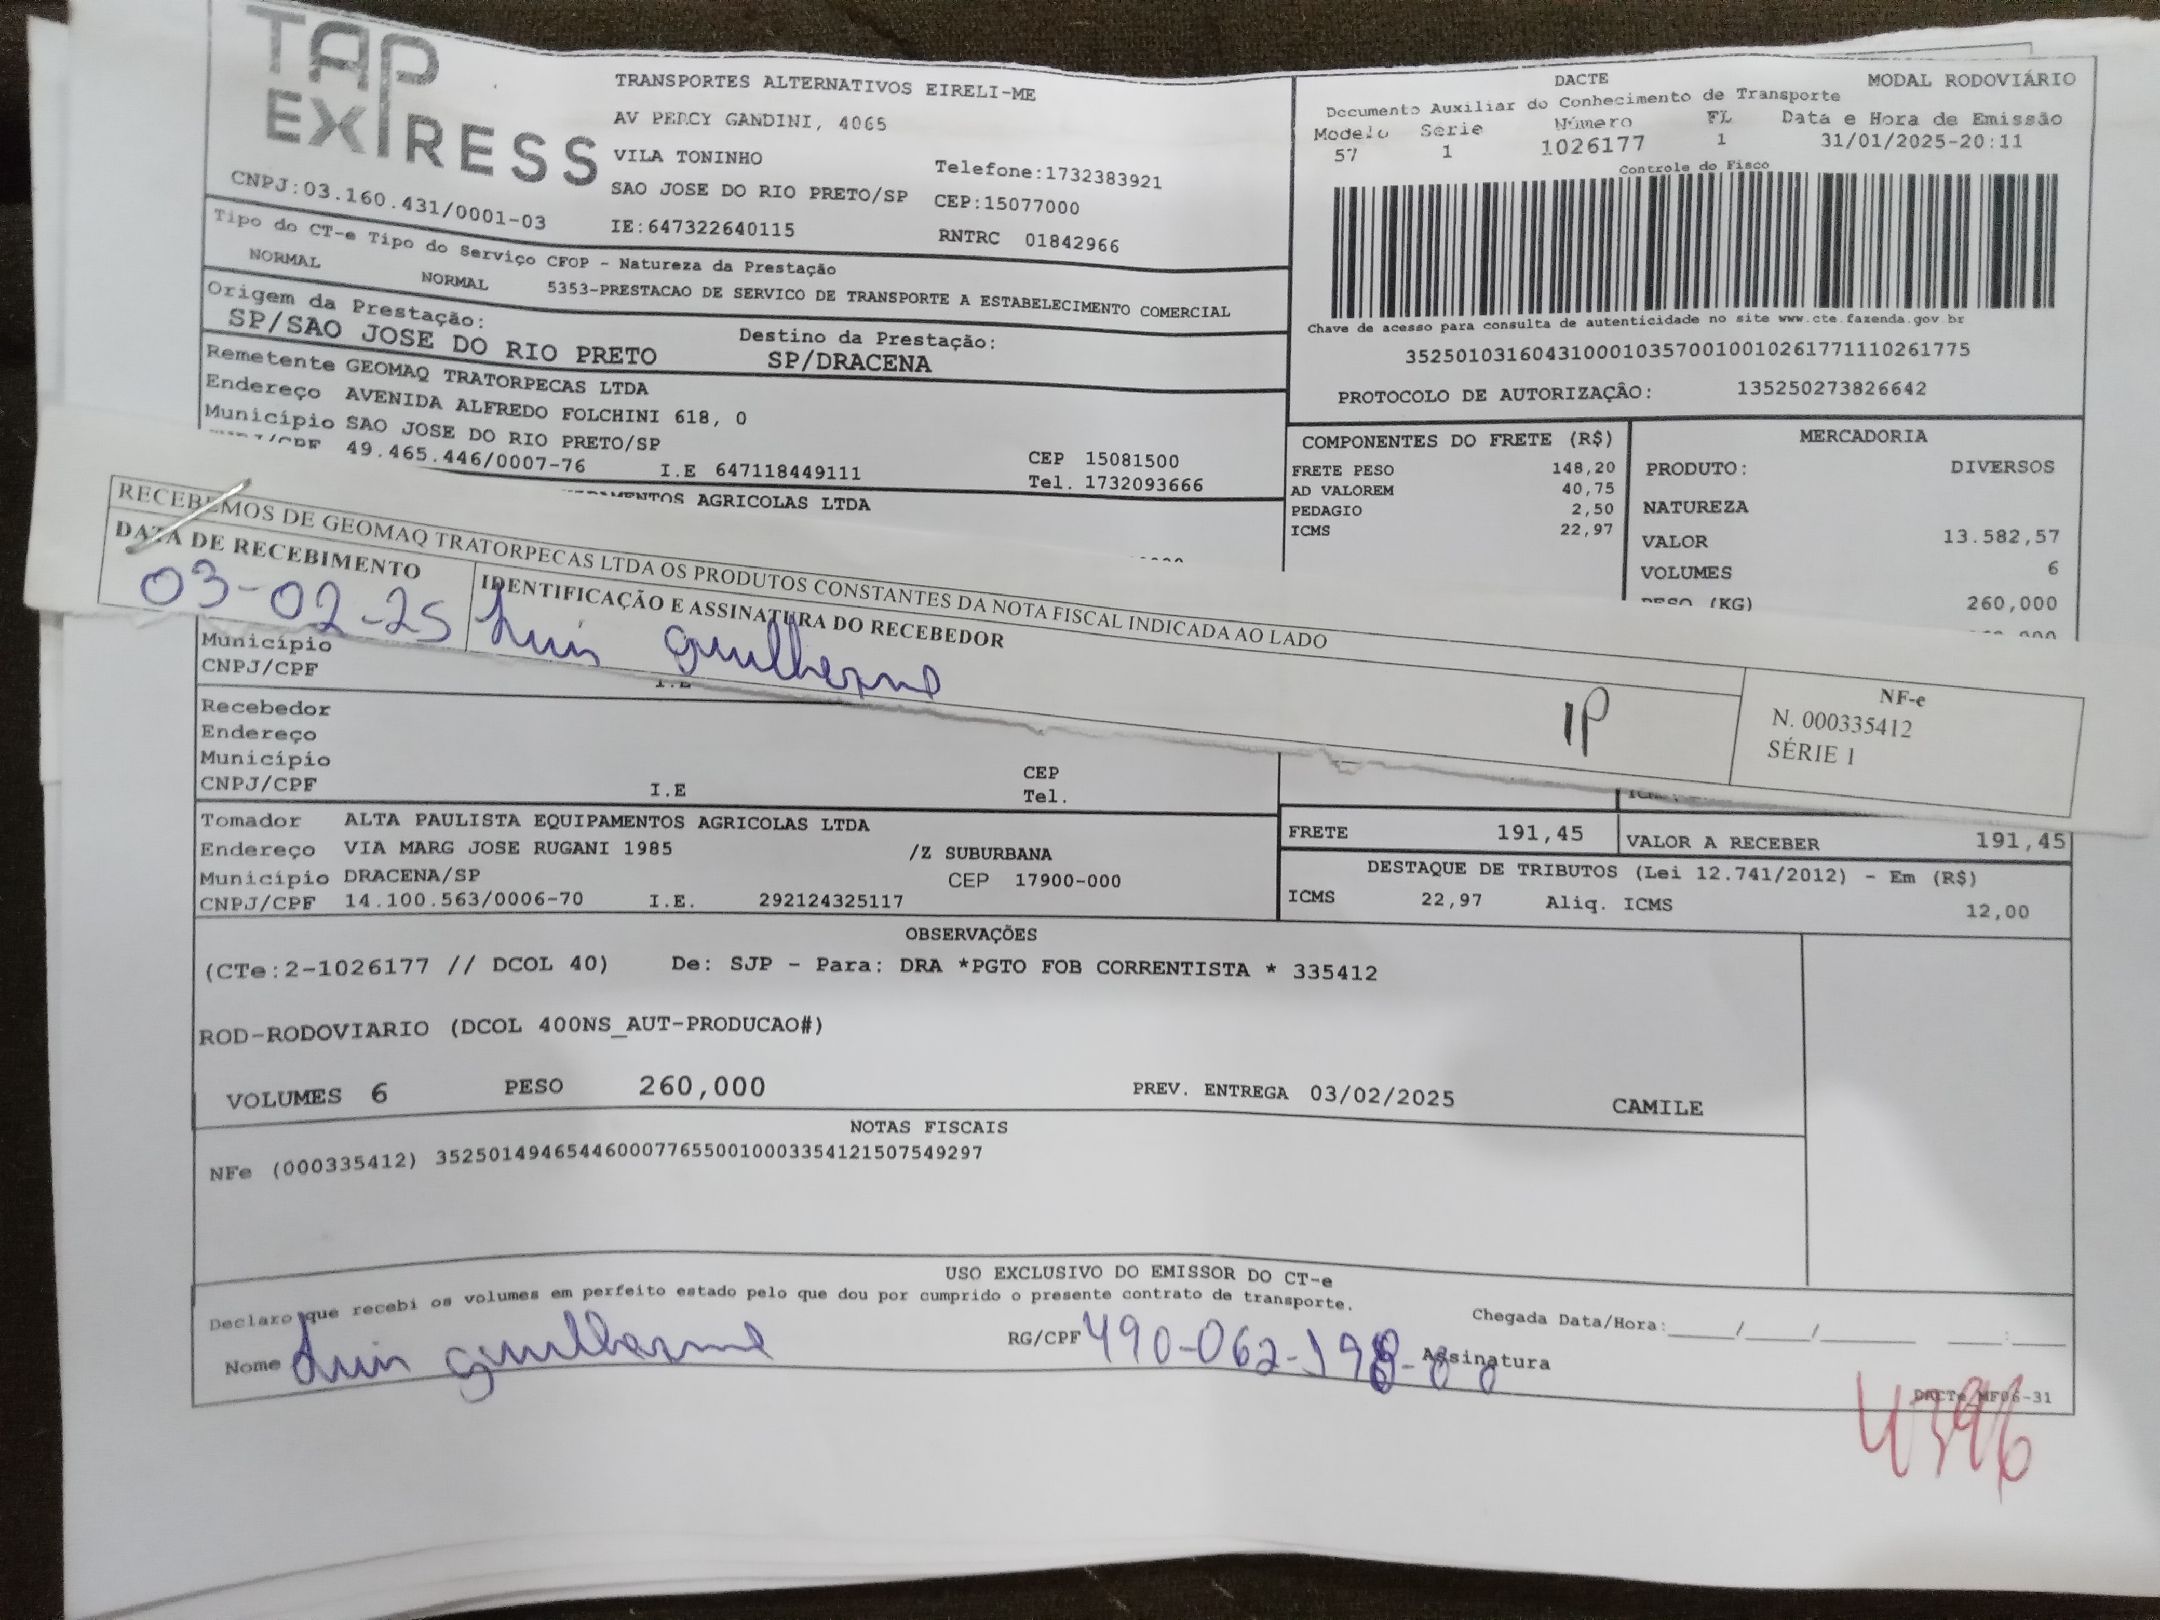 TAP EXPRESS
CNPJ:03.160.431/0001-03
TRANSPORTES ALTERNATIVOS EIRELI-ME
AV PERCY GANDINI, 4065
VILA TONINHO
Telefone:1732383921
SAO JOSE DO RIO PRETO/SP CEP:15077000
IE:647322640115 RNTRC 01842966
DACTE MODAL RODOVIÁRIO
Documento Auxiliar do Conhecimento de Transporte
Modelo Serie Número FL Data e Hora de Emissão
57 1 1026177 1 31/01/2025-20:11
Controle do Fisco
Chave de acesso para consulta de autenticidade no site www.cte.fazenda.gov.br
35250103160431000103570010010261771110261775
PROTOCOLO DE AUTORIZAÇÃO: 135250273826642
Tipo do CT-e Tipo do Serviço CFOP - Natureza da Prestação
NORMAL NORMAL 5353-PRESTACAO DE SERVICO DE TRANSPORTE A ESTABELECIMENTO COMERCIAL
Origem da Prestação: Destino da Prestação:
SP/SAO JOSE DO RIO PRETO SP/DRACENA
Remetente GEOMAQ TRATORPECAS LTDA
Endereço AVENIDA ALFREDO FOLCHINI 618, 0
Município SAO JOSE DO RIO PRETO/SP CEP 15081500
49.465.446/0007-76 I.E 647118449111 Tel. 1732093666
AGRICOLAS LTDA
COMPONENTES DO FRETE (R$)
FRETE PESO 148,20
AD VALOREM 40,75
PEDAGIO 2,50
ICMS 22,97
MERCADORIA
PRODUTO: DIVERSOS
NATUREZA
VALOR 13.582,57
VOLUMES 6
PESO (KG) 260,000
RECEBEMOS DE GEOMAQ TRATORPECAS LTDA OS PRODUTOS CONSTANTES DA NOTA FISCAL INDICADA AO LADO
DATA DE RECEBIMENTO IDENTIFICAÇÃO E ASSINATURA DO RECEBEDOR
03-02-25 Luis Guilherme
1P
NF-e
N. 000335412
SÉRIE 1
Município
CNPJ/CPF I.E
Recebedor
Endereço
Município CEP
CNPJ/CPF I.E Tel.
Tomador ALTA PAULISTA EQUIPAMENTOS AGRICOLAS LTDA
Endereço VIA MARG JOSE RUGANI 1985 /Z SUBURBANA
Município DRACENA/SP CEP 17900-000
CNPJ/CPF 14.100.563/0006-70 I.E. 292124325117
FRETE 191,45 VALOR A RECEBER 191,45
DESTAQUE DE TRIBUTOS (Lei 12.741/2012) - Em (R$)
ICMS 22,97 Aliq. ICMS 12,00
OBSERVAÇÕES
(CTe:2-1026177 // DCOL 40) De: SJP - Para: DRA *PGTO FOB CORRENTISTA * 335412
ROD-RODOVIARIO (DCOL 400NS_AUT-PRODUCAO#)
VOLUMES 6 PESO 260,000 PREV. ENTREGA 03/02/2025 CAMILE
NOTAS FISCAIS
NFe (000335412) 35250149465446000776550010003354121507549297
USO EXCLUSIVO DO EMISSOR DO CT-e
Declaro que recebi os volumes em perfeito estado pelo que dou por cumprido o presente contrato de transporte.
Chegada Data/Hora:____/____/______ ___:___
Nome Luis Guilherme RG/CPF 490-062-198- Assinatura
DACTe MF06-31
4396